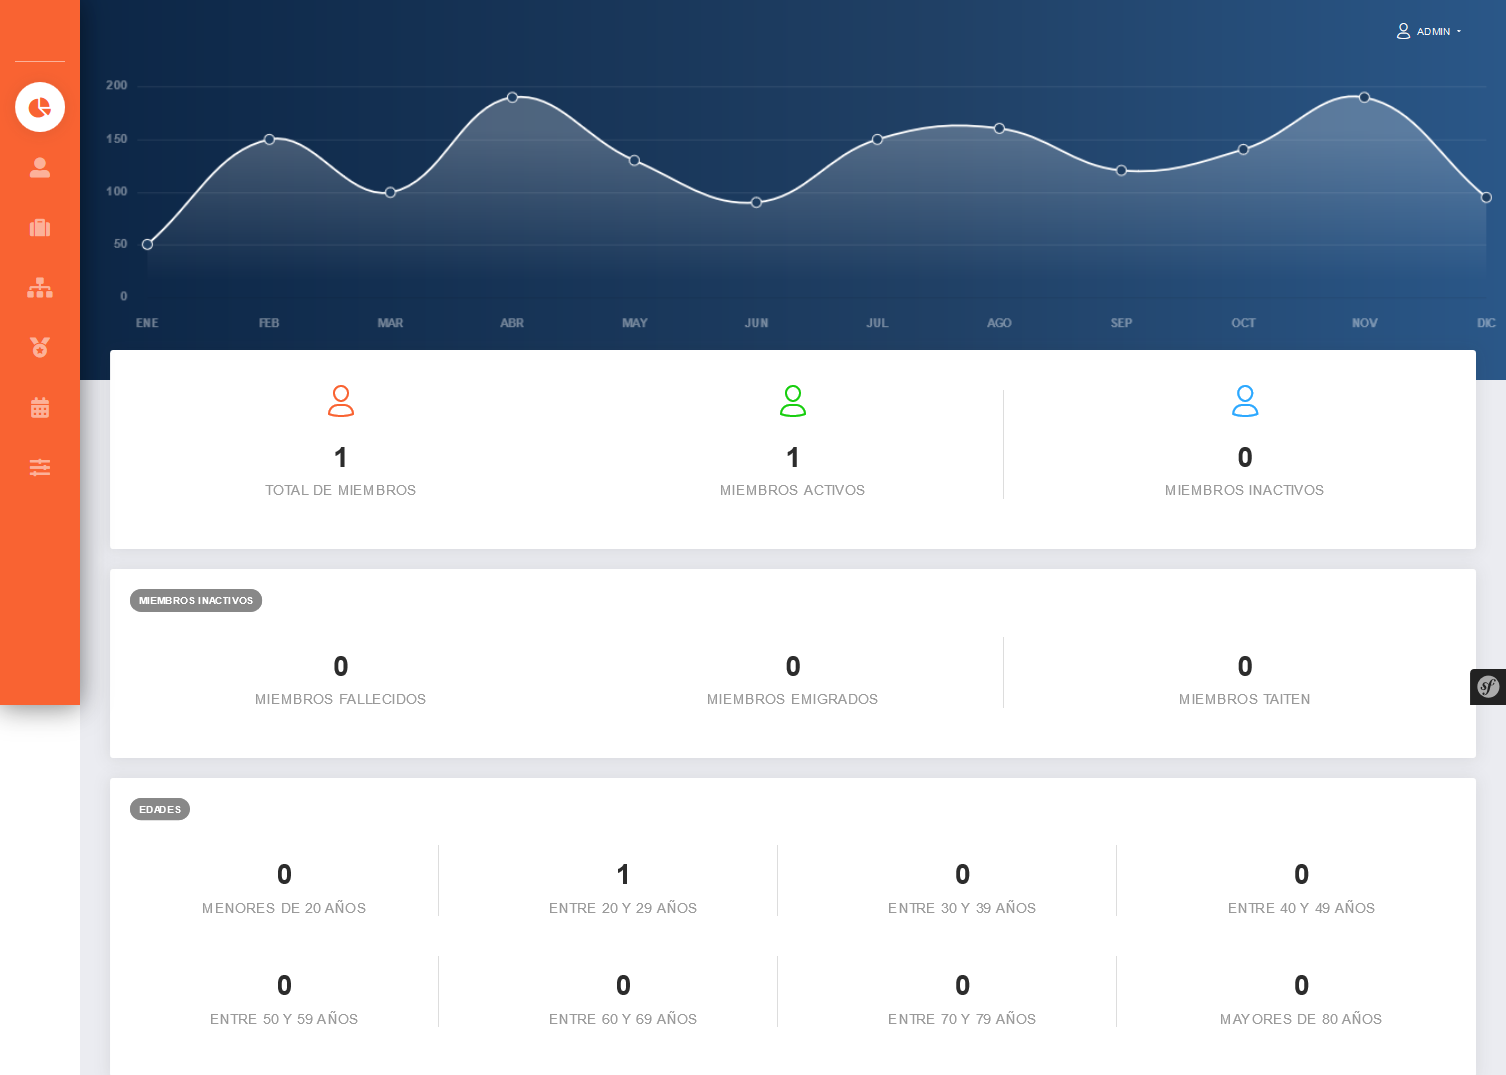 ADMIN
200
150
100
50
0
ENE FEB MAR ABR MAY JUN JUL AGO SEP OCT NOV DIC
1 1 0
TOTAL DE MIEMBROS MIEMBROS ACTIVOS MIEMBROS INACTIVOS
MIEMBROS INACTIVOS
0 0 0
MIEMBROS FALLECIDOS MIEMBROS EMIGRADOS MIEMBROS TAITEN
sf
EDADES
0 1 0 0
MENORES DE 20 AÑOS ENTRE 20 Y 29 AÑOS ENTRE 30 Y 39 AÑOS ENTRE 40 Y 49 AÑOS
0 0 0 0
ENTRE 50 Y 59 AÑOS ENTRE 60 Y 69 AÑOS ENTRE 70 Y 79 AÑOS MAYORES DE 80 AÑOS